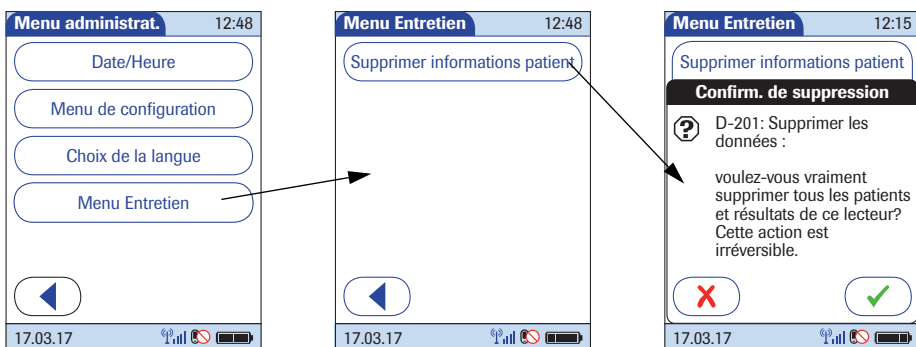 Menu administrat. 12:48
Date/Heure
Menu de configuration
Choix de la langue
Menu Entretien
17.03.17
Menu Entretien 12:48
Supprimer informations patient
17.03.17
Menu Entretien 12:15
Supprimer informations patient
Confirm. de suppression
D-201: Supprimer les
données :
voulez-vous vraiment
supprimer tous les patients
et résultats de ce lecteur?
Cette action est
irréversible.
17.03.17